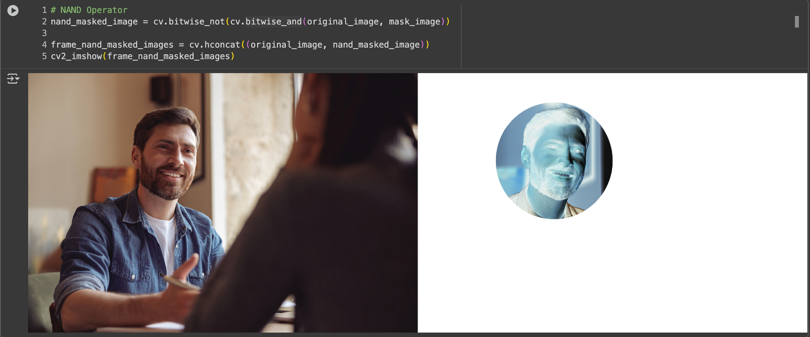 1 # NAND Operator
2 nand_masked_image = cv.bitwise_not(cv.bitwise_and(original_image, mask_image))
3
4 frame_nand_masked_images = cv.hconcat((original_image, nand_masked_image))
5 cv2_imshow(frame_nand_masked_images)